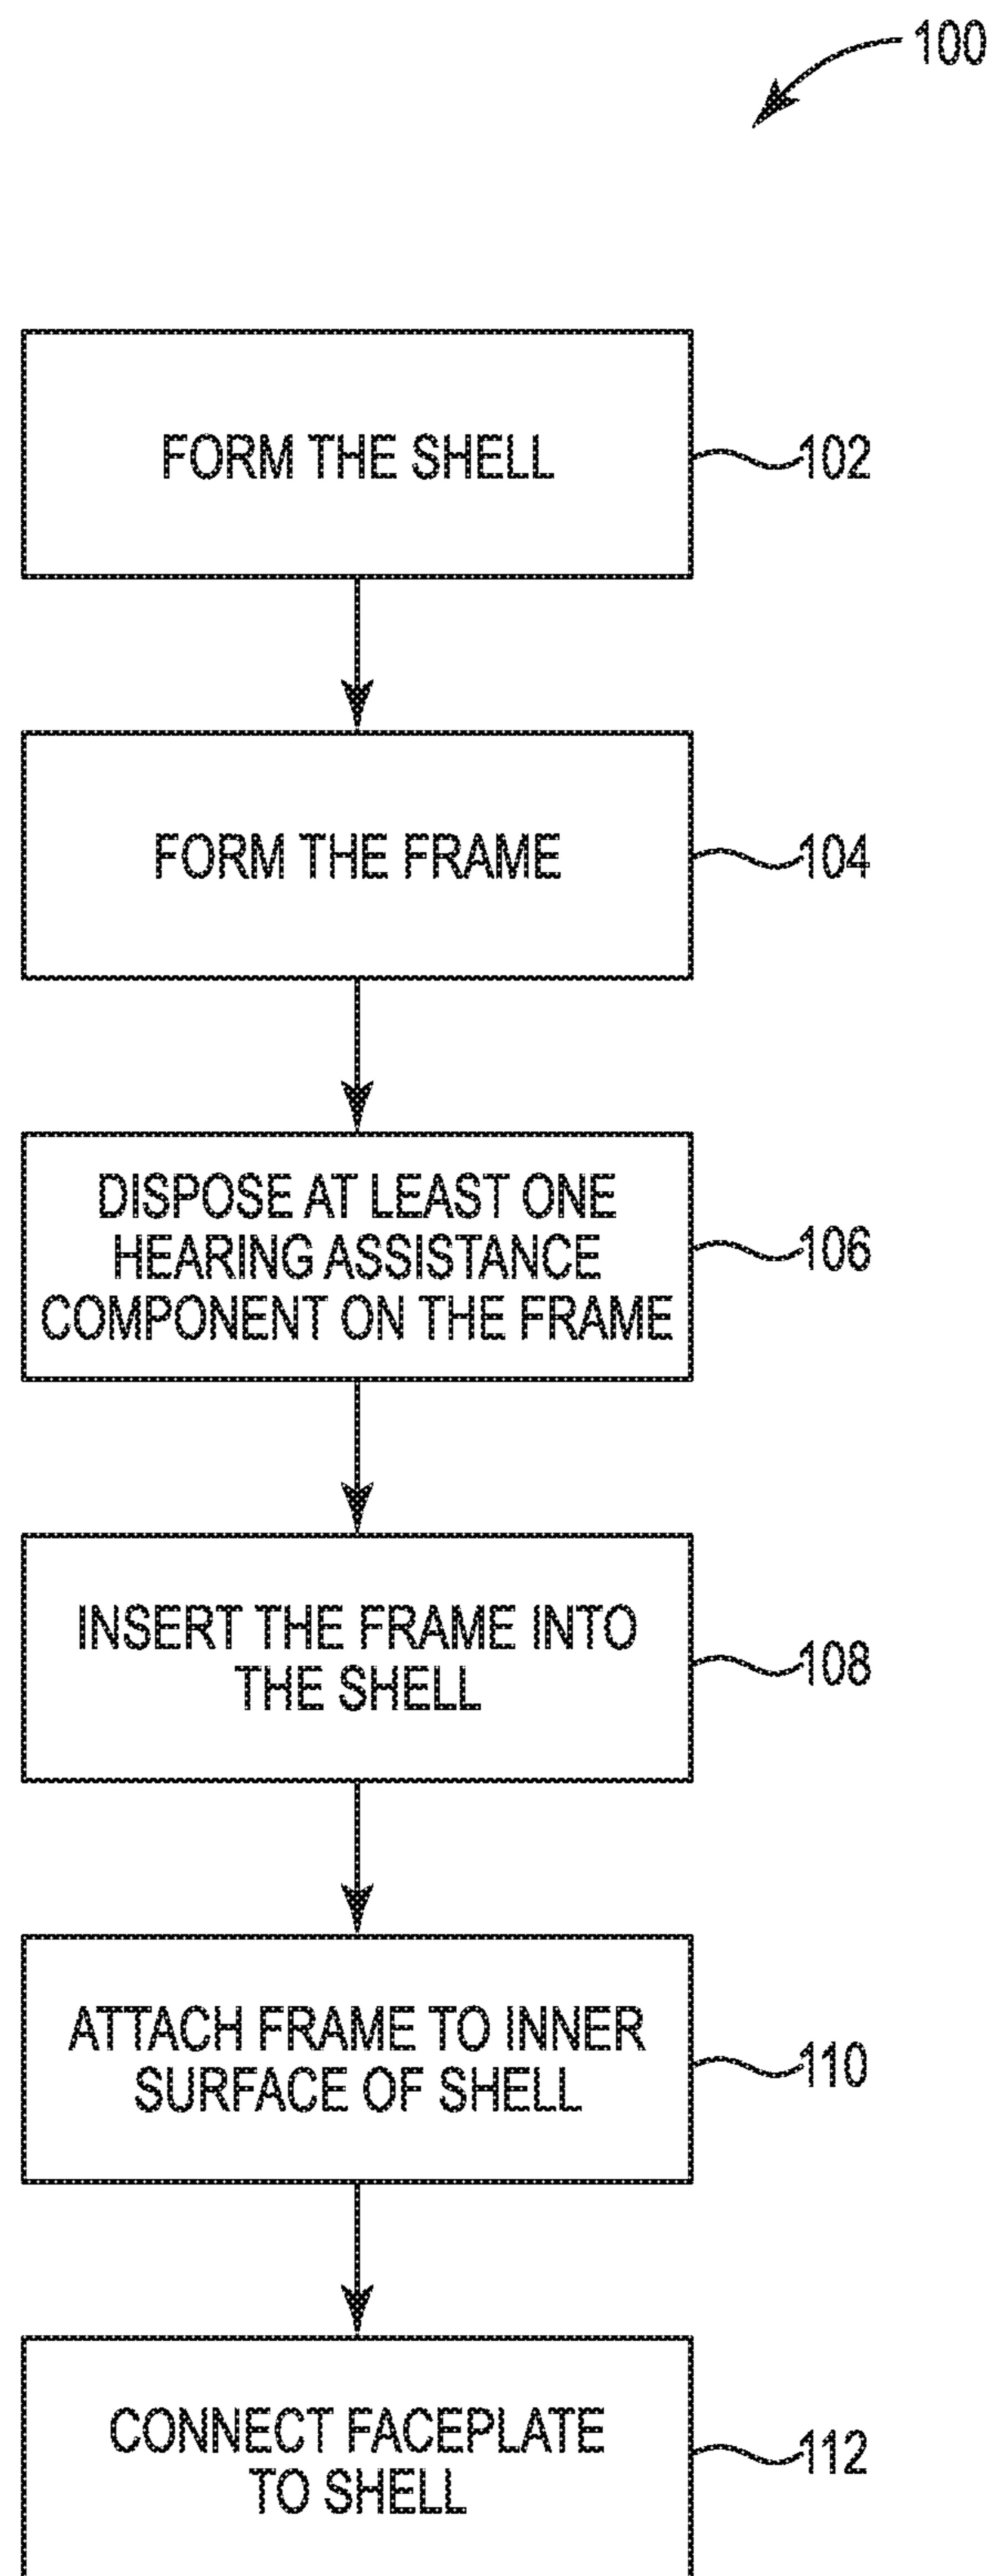 100
FORM THE SHELL
102
FORM THE FRAME
104
DISPOSE AT LEAST ONE
HEARING ASSISTANCE
COMPONENT ON THE FRAME
106
INSERT THE FRAME INTO
THE SHELL
108
ATTACH FRAME TO INNER
SURFACE OF SHELL
110
CONNECT FACEPLATE
TO SHELL
112